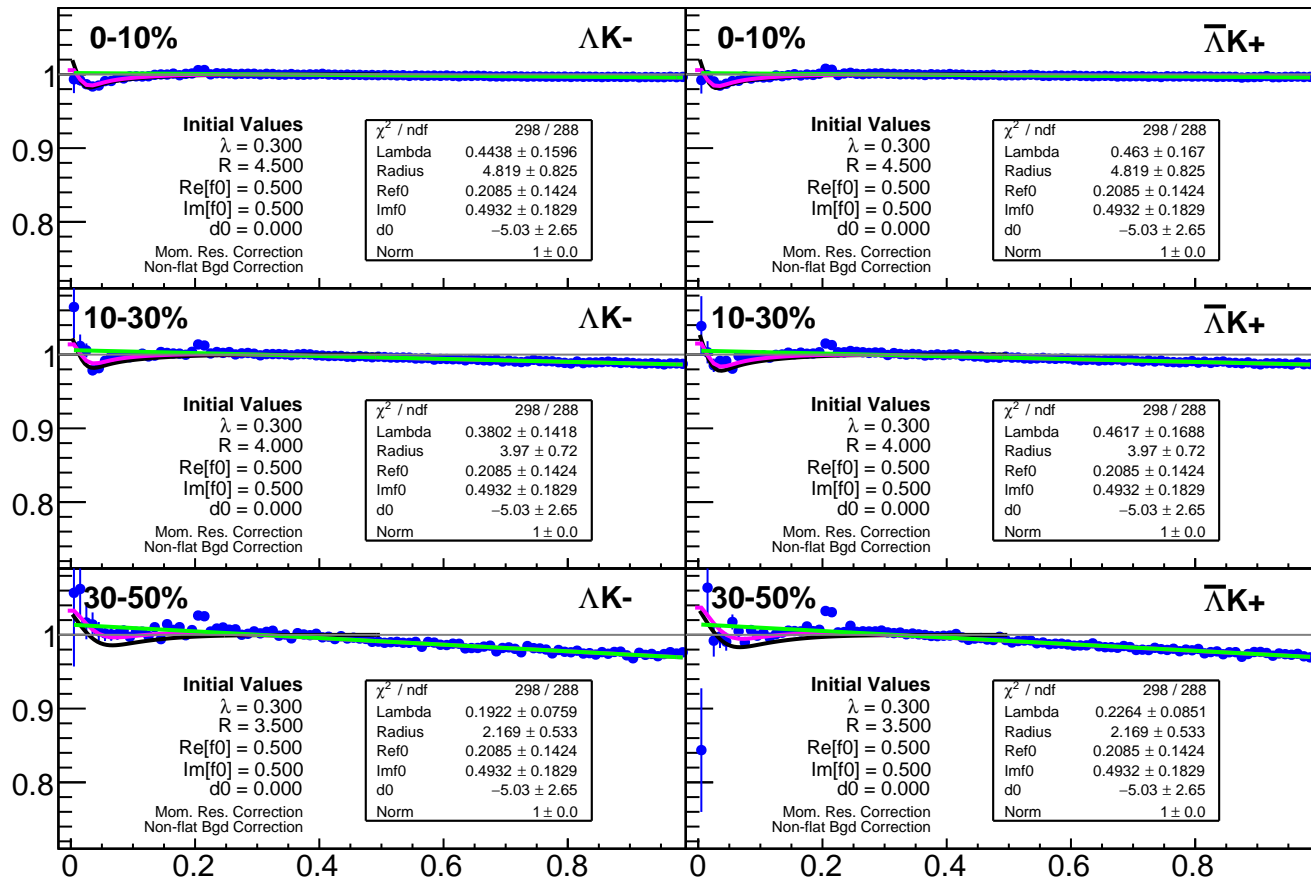 0-10%
ΛK-
1
0.9
0.8
Initial Values
λ = 0.300
R = 4.500
Re[f0] = 0.500
Im[f0] = 0.500
d0 = 0.000
Mom. Res. Correction
Non-flat Bgd Correction
χ² / ndf 298 / 288
Lambda 0.4438 ± 0.1596
Radius 4.819 ± 0.825
Ref0 0.2085 ± 0.1424
Imf0 0.4932 ± 0.1829
d0 −5.03 ± 2.65
Norm 1 ± 0.0
0-10%
Λ̅K+
χ² / ndf 298 / 288
Lambda 0.463 ± 0.167
Radius 4.819 ± 0.825
Ref0 0.2085 ± 0.1424
Imf0 0.4932 ± 0.1829
d0 −5.03 ± 2.65
Norm 1 ± 0.0
Initial Values
λ = 0.300
R = 4.500
Re[f0] = 0.500
Im[f0] = 0.500
d0 = 0.000
Mom. Res. Correction
Non-flat Bgd Correction
10-30%
ΛK-
1
0.9
0.8
Initial Values
λ = 0.300
R = 4.000
Re[f0] = 0.500
Im[f0] = 0.500
d0 = 0.000
Mom. Res. Correction
Non-flat Bgd Correction
χ² / ndf 298 / 288
Lambda 0.3802 ± 0.1418
Radius 3.97 ± 0.72
Ref0 0.2085 ± 0.1424
Imf0 0.4932 ± 0.1829
d0 −5.03 ± 2.65
Norm 1 ± 0.0
10-30%
Λ̅K+
Initial Values
λ = 0.300
R = 4.000
Re[f0] = 0.500
Im[f0] = 0.500
d0 = 0.000
Mom. Res. Correction
Non-flat Bgd Correction
χ² / ndf 298 / 288
Lambda 0.4617 ± 0.1688
Radius 3.97 ± 0.72
Ref0 0.2085 ± 0.1424
Imf0 0.4932 ± 0.1829
d0 −5.03 ± 2.65
Norm 1 ± 0.0
30-50%
ΛK-
1
0.9
0.8
Initial Values
λ = 0.300
R = 3.500
Re[f0] = 0.500
Im[f0] = 0.500
d0 = 0.000
Mom. Res. Correction
Non-flat Bgd Correction
χ² / ndf 298 / 288
Lambda 0.1922 ± 0.0759
Radius 2.169 ± 0.533
Ref0 0.2085 ± 0.1424
Imf0 0.4932 ± 0.1829
d0 −5.03 ± 2.65
Norm 1 ± 0.0
30-50%
Λ̅K+
Initial Values
λ = 0.300
R = 3.500
Re[f0] = 0.500
Im[f0] = 0.500
d0 = 0.000
Mom. Res. Correction
Non-flat Bgd Correction
χ² / ndf 298 / 288
Lambda 0.2264 ± 0.0851
Radius 2.169 ± 0.533
Ref0 0.2085 ± 0.1424
Imf0 0.4932 ± 0.1829
d0 −5.03 ± 2.65
Norm 1 ± 0.0
0 0.2 0.4 0.6 0.8 0 0.2 0.4 0.6 0.8